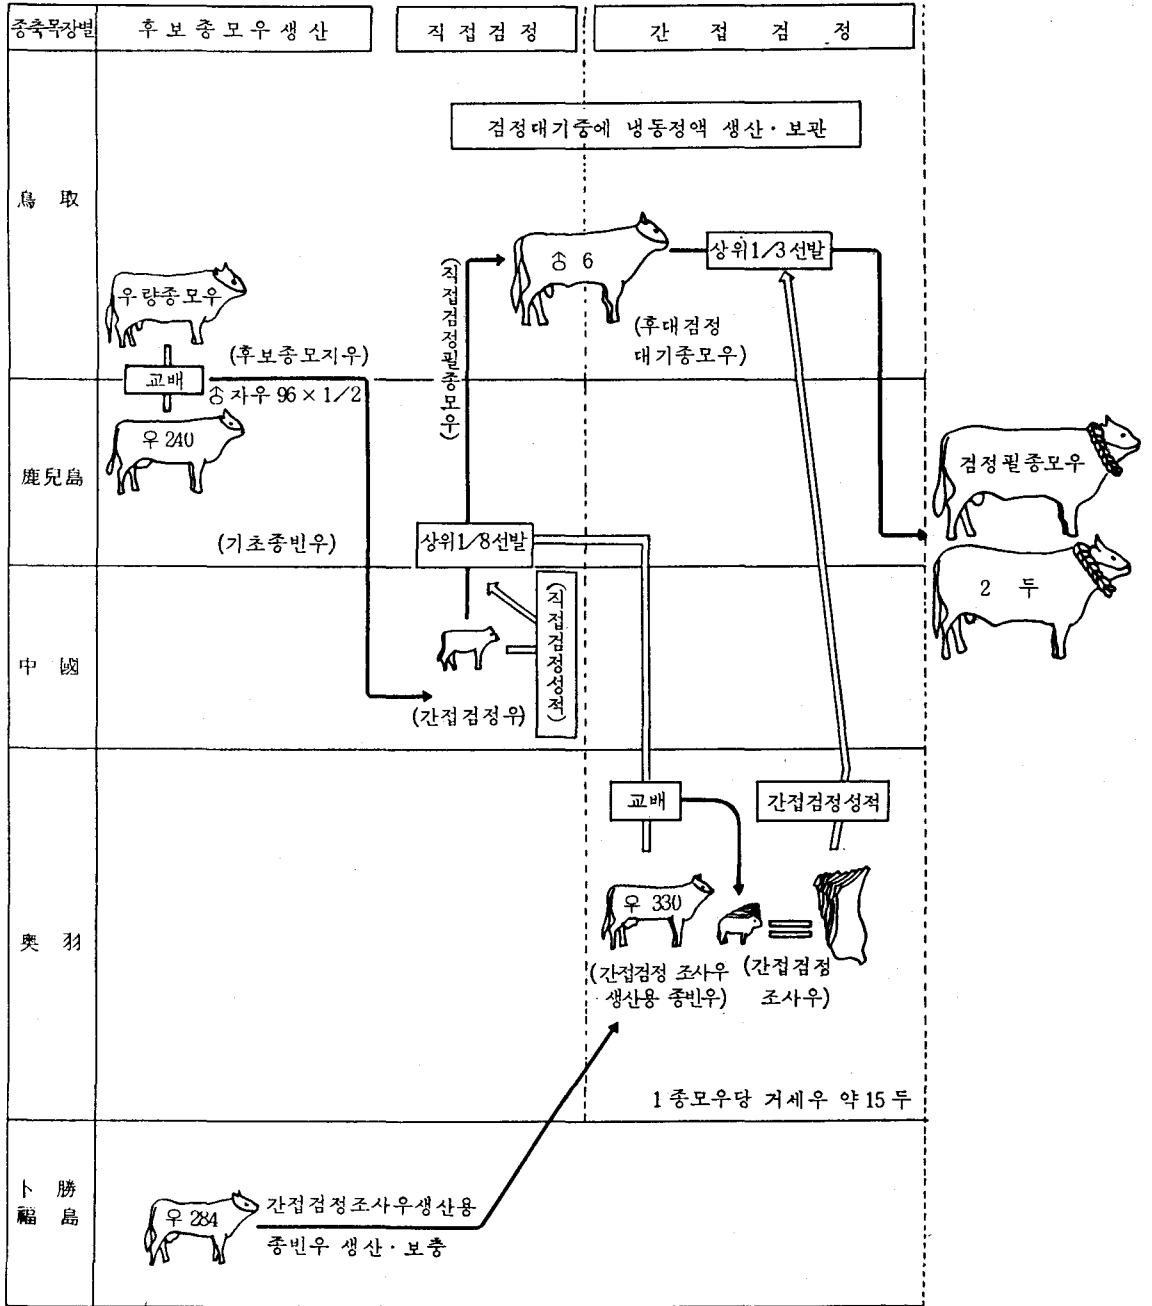 종축목장별
후 보 종 모 우 생 산
직 접 검 정
간 접 검 정
검정대기중에 냉동정액 생산·보관
鳥 取
♂ 6
상위1/3선발
(직접검정필종모우)
(후대검정
대기종모우)
우량종모우
(후보종모지우)
교배
♂자우 96×1/2
우 240
鹿兒島
(기초종빈우)
상위1/8선발
검정필종모우
2 두
中 國
(직접검정성적)
(간접검정우)
교배
간접검정성적
奥 羽
우 330
(간접검정 조사우
생산용 종빈우)
(간접검정
조사우)
1 종모우당 거세우 약 15 두
卜 勝
福 島
우 284
간접검정조사우생산용
종빈우 생산·보충